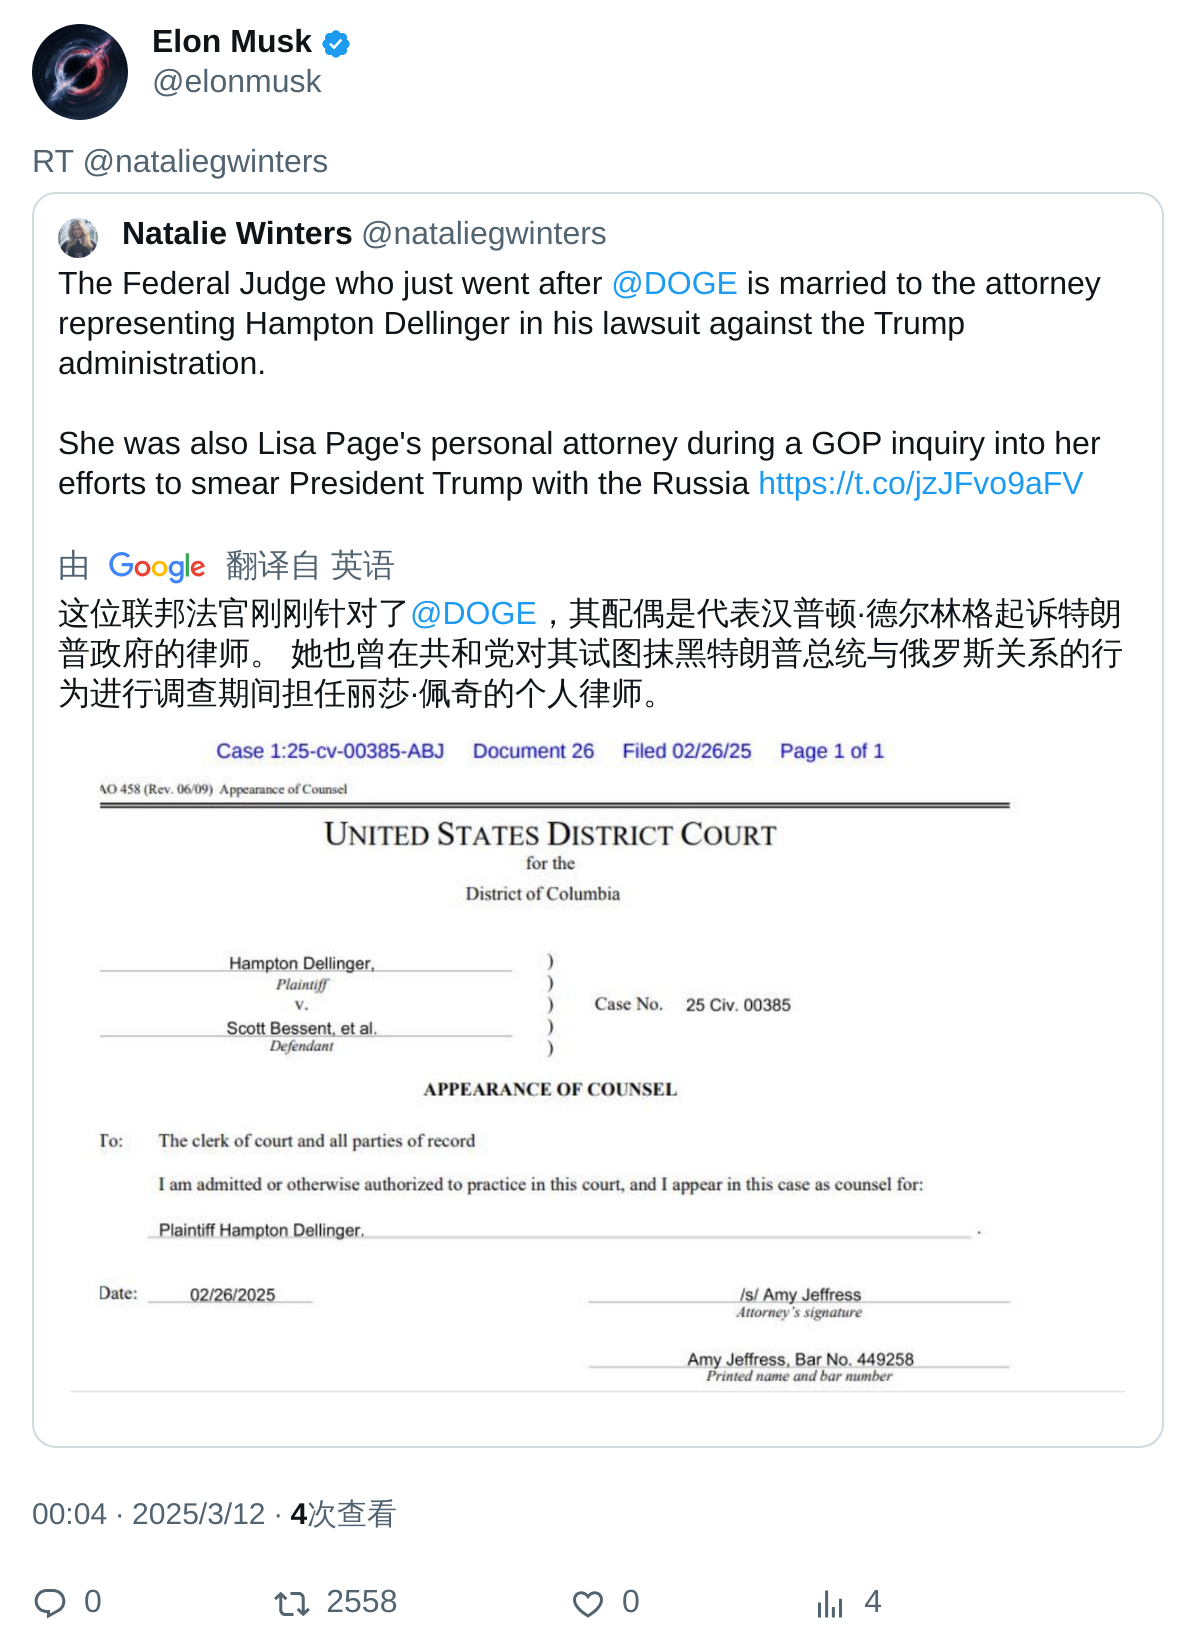 Elon Musk
@elonmusk
RT @nataliegwinters
Natalie Winters @nataliegwinters
The Federal Judge who just went after @DOGE is married to the attorney
representing Hampton Dellinger in his lawsuit against the Trump
administration.
She was also Lisa Page's personal attorney during a GOP inquiry into her
efforts to smear President Trump with the Russia https://t.co/jzJFvo9aFV
由 Google 翻译自 英语
这位联邦法官刚刚针对了@DOGE，其配偶是代表汉普顿·德尔林格起诉特朗
普政府的律师。 她也曾在共和党对其试图抹黑特朗普总统与俄罗斯关系的行
为进行调查期间担任丽莎·佩奇的个人律师。
Case 1:25-cv-00385-ABJ Document 26 Filed 02/26/25 Page 1 of 1
AO 458 (Rev. 06/09) Appearance of Counsel
UNITED STATES DISTRICT COURT
for the
District of Columbia
Hampton Dellinger, )
Plaintiff )
v. ) Case No. 25 Civ. 00385
Scott Bessent, et al. )
Defendant )
APPEARANCE OF COUNSEL
To: The clerk of court and all parties of record
I am admitted or otherwise authorized to practice in this court, and I appear in this case as counsel for:
Plaintiff Hampton Dellinger. .
Date: 02/26/2025 /s/ Amy Jeffress
Attorney's signature
Amy Jeffress, Bar No. 449258
Printed name and bar number
00:04 · 2025/3/12 · 4次查看
0 2558 0 4